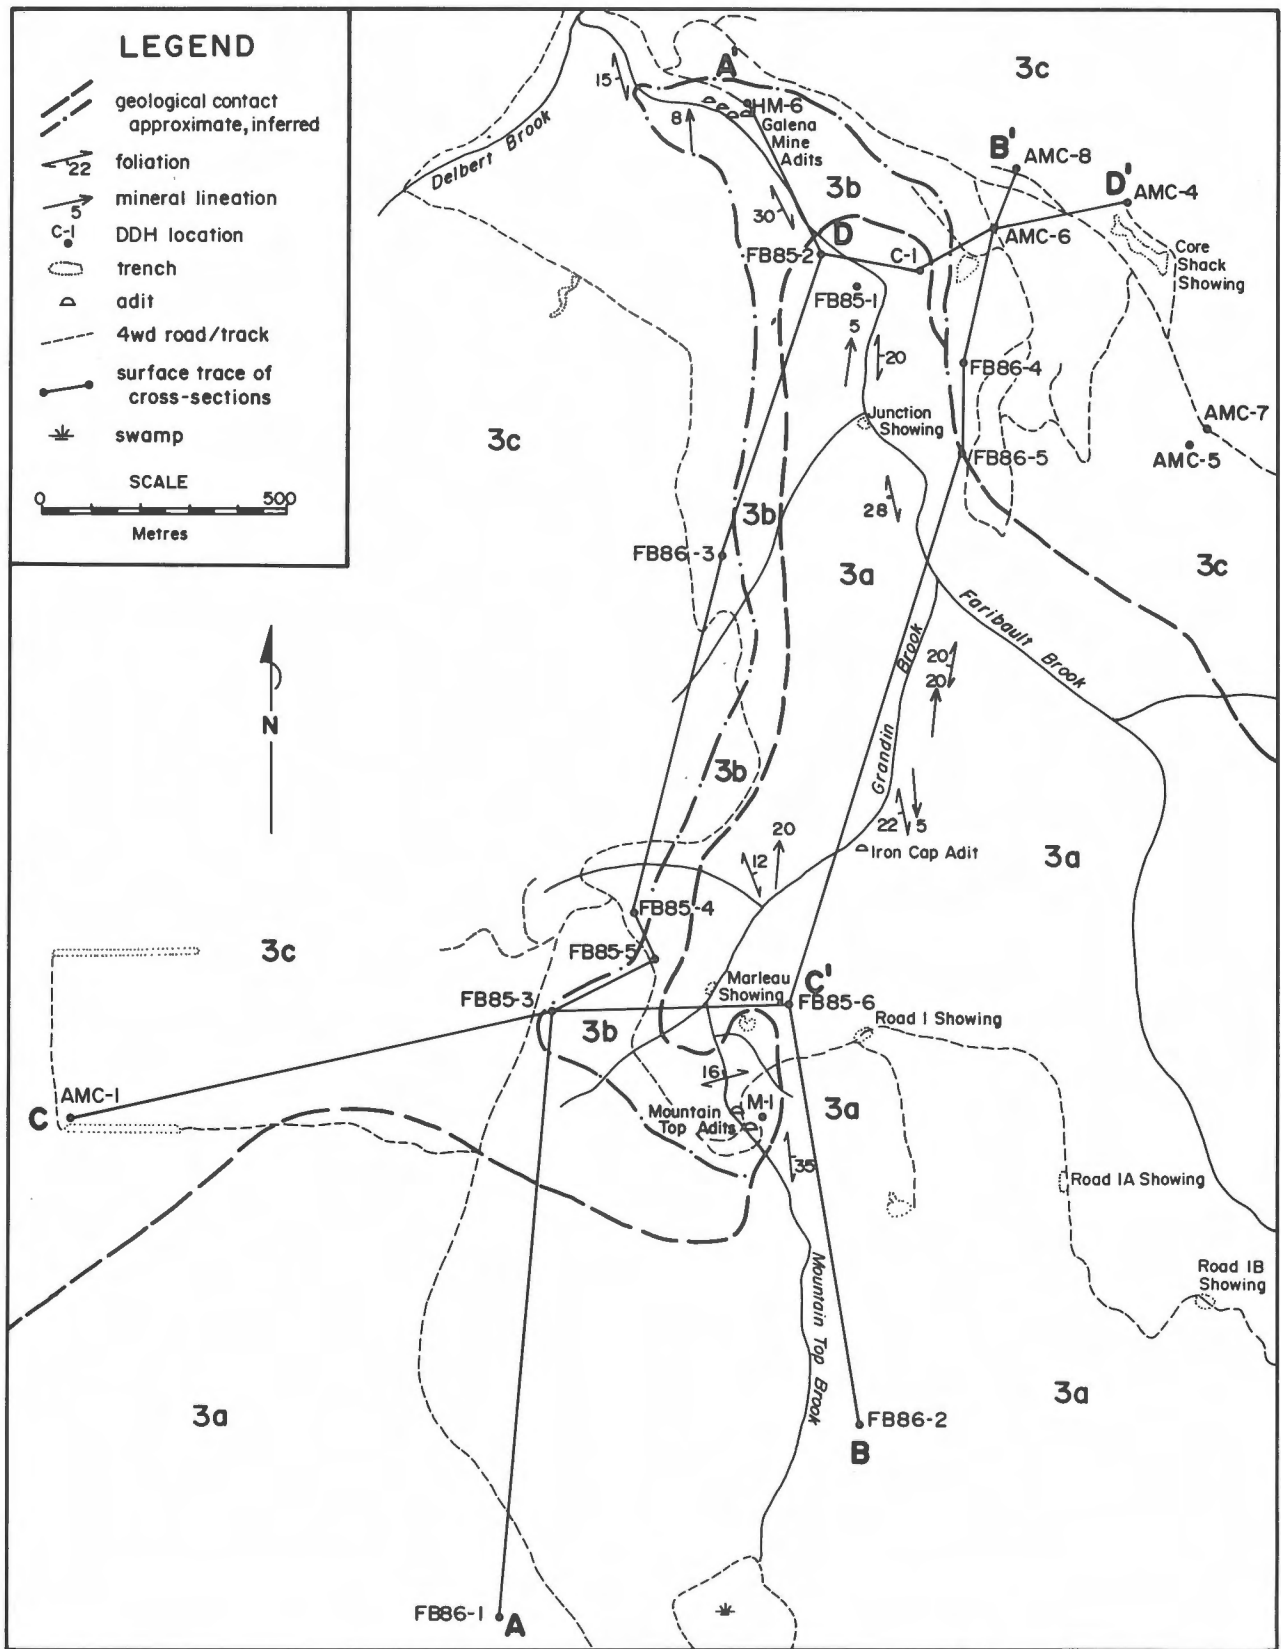 LEGEND
geological contact
approximate, inferred
22
foliation
5
mineral lineation
C-1
DDH location
trench
adit
4wd road/track
surface trace of
cross-sections
swamp
SCALE
0 500
Metres
N
A'
3c
15
HM-6
8
Galena
Mine
Adits
Delbert Brook
B'
AMC-8
3b
D'
AMC-4
30
D
AMC-6
FB85-2
C-1
Core
Shack
Showing
FB85-1
5
20
FB86-4
Junction
Showing
AMC-7
3c
FB86-5
AMC-5
28
3b
FB86-3
3a
3c
Faribault Brook
Grandin Brook
20
20
3b
20
22
5
12
Iron Cap Adit
3a
FB85-4
3c
FB85-5
Marleau
Showing
C'
FB85-3
FB85-6
Road 1 Showing
3b
16
AMC-1
C
M-1
3a
Mountain
Top Adits
35
Road 1A Showing
Road 1B
Showing
Mountain Top Brook
3a
3a
FB86-2
B
FB86-1
A